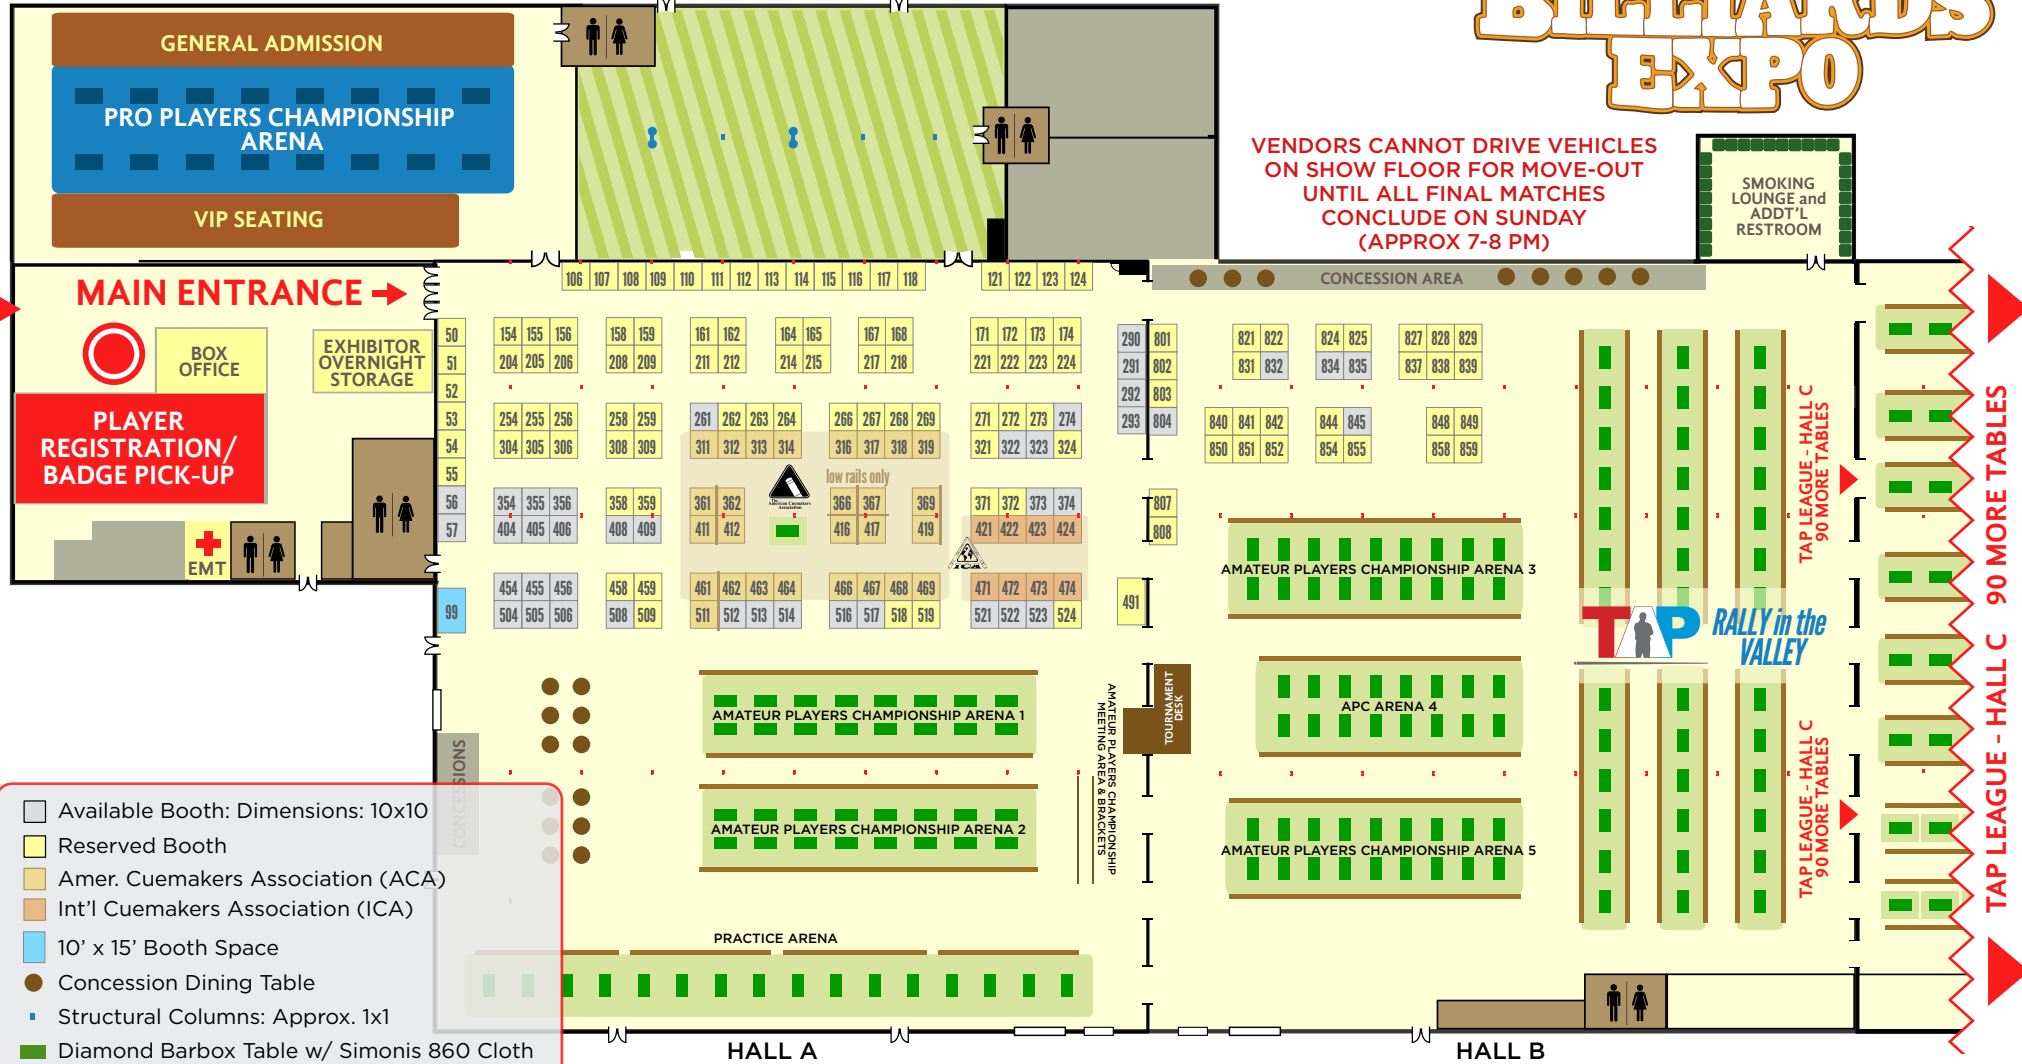 BILLIARDS
EXPO
GENERAL ADMISSION
PRO PLAYERS CHAMPIONSHIP
ARENA
VIP SEATING
VENDORS CANNOT DRIVE VEHICLES
ON SHOW FLOOR FOR MOVE-OUT
UNTIL ALL FINAL MATCHES
CONCLUDE ON SUNDAY
(APPROX 7-8 PM)
SMOKING
LOUNGE and
ADDT'L
RESTROOM
MAIN ENTRANCE
BOX
OFFICE
EXHIBITOR
OVERNIGHT
STORAGE
PLAYER
REGISTRATION/
BADGE PICK-UP
EMT
CONCESSION AREA
106 107 108 109 110 111 112 113 114 115 116 117 118 121 122 123 124
50 51 52 53 54 55 56 57 99
154 155 156 158 159 161 162 164 165 167 168 171 172 173 174
204 205 206 208 209 211 212 214 215 217 218 221 222 223 224
254 255 256 258 259 261 262 263 264 266 267 268 269 271 272 273 274
304 305 306 308 309 311 312 313 314 316 317 318 319 321 322 323 324
The
American Cuemakers
Association
low rails only
354 355 356 358 359 361 362 366 367 369 371 372 373 374
404 405 406 408 409 411 412 416 417 419 421 422 423 424
ICA
454 455 456 458 459 461 462 463 464 466 467 468 469 471 472 473 474
504 505 506 508 509 511 512 513 514 516 517 518 519 521 522 523 524
290 801
291 802
292 803
293 804
807
808
491
821 822 824 825 827 828 829
831 832 834 835 837 838 839
840 841 842 844 845 848 849
850 851 852 854 855 858 859
AMATEUR PLAYERS CHAMPIONSHIP ARENA 3
APC ARENA 4
AMATEUR PLAYERS CHAMPIONSHIP ARENA 5
AMATEUR PLAYERS CHAMPIONSHIP ARENA 1
AMATEUR PLAYERS CHAMPIONSHIP ARENA 2
AMATEUR PLAYERS CHAMPIONSHIP
MEETING AREA & BRACKETS
TOURNAMENT
DESK
TAP
RALLY in the
VALLEY
TAP LEAGUE - HALL C
90 MORE TABLES
TAP LEAGUE - HALL C
90 MORE TABLES
TAP LEAGUE - HALL C 90 MORE TABLES
CONCESSIONS
PRACTICE ARENA
Available Booth: Dimensions: 10x10
Reserved Booth
Amer. Cuemakers Association (ACA)
Int'l Cuemakers Association (ICA)
10' x 15' Booth Space
Concession Dining Table
Structural Columns: Approx. 1x1
Diamond Barbox Table w/ Simonis 860 Cloth
HALL A
HALL B